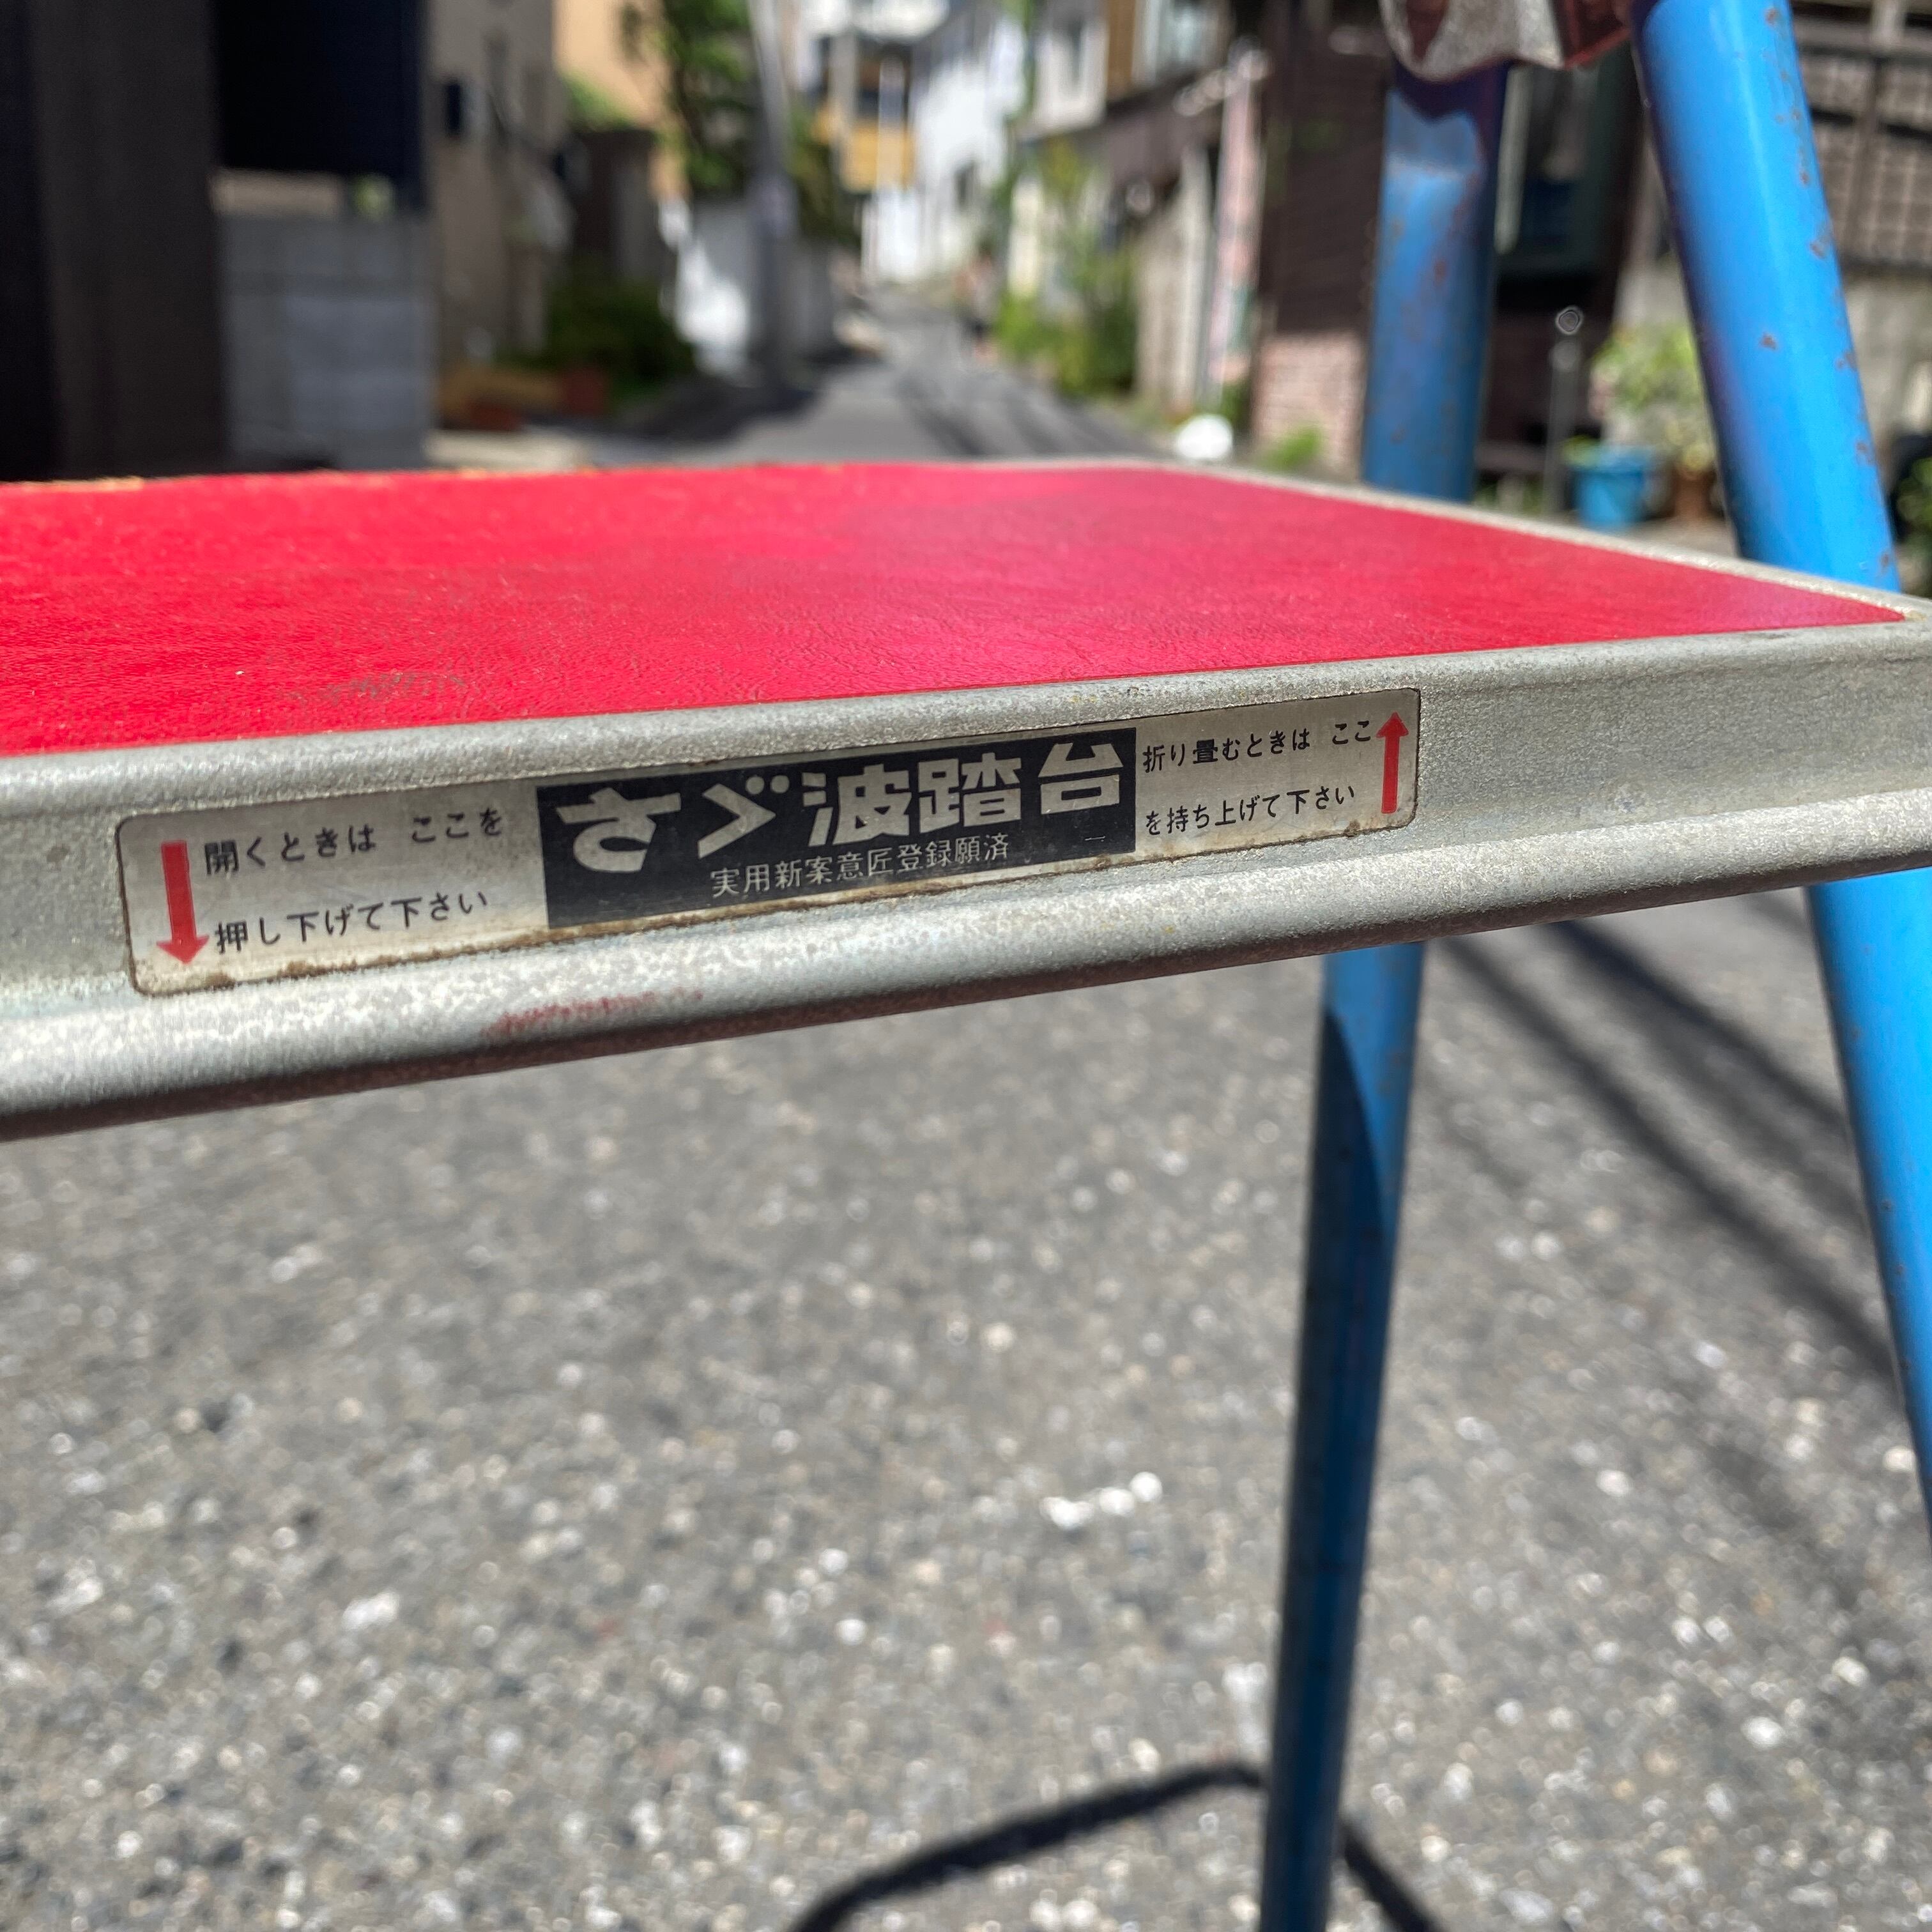 開くときは ここを
押し下げて下さい
さゞ波踏台
実用新案意匠登録願済
折り畳むときは ここ
を持ち上げて下さい